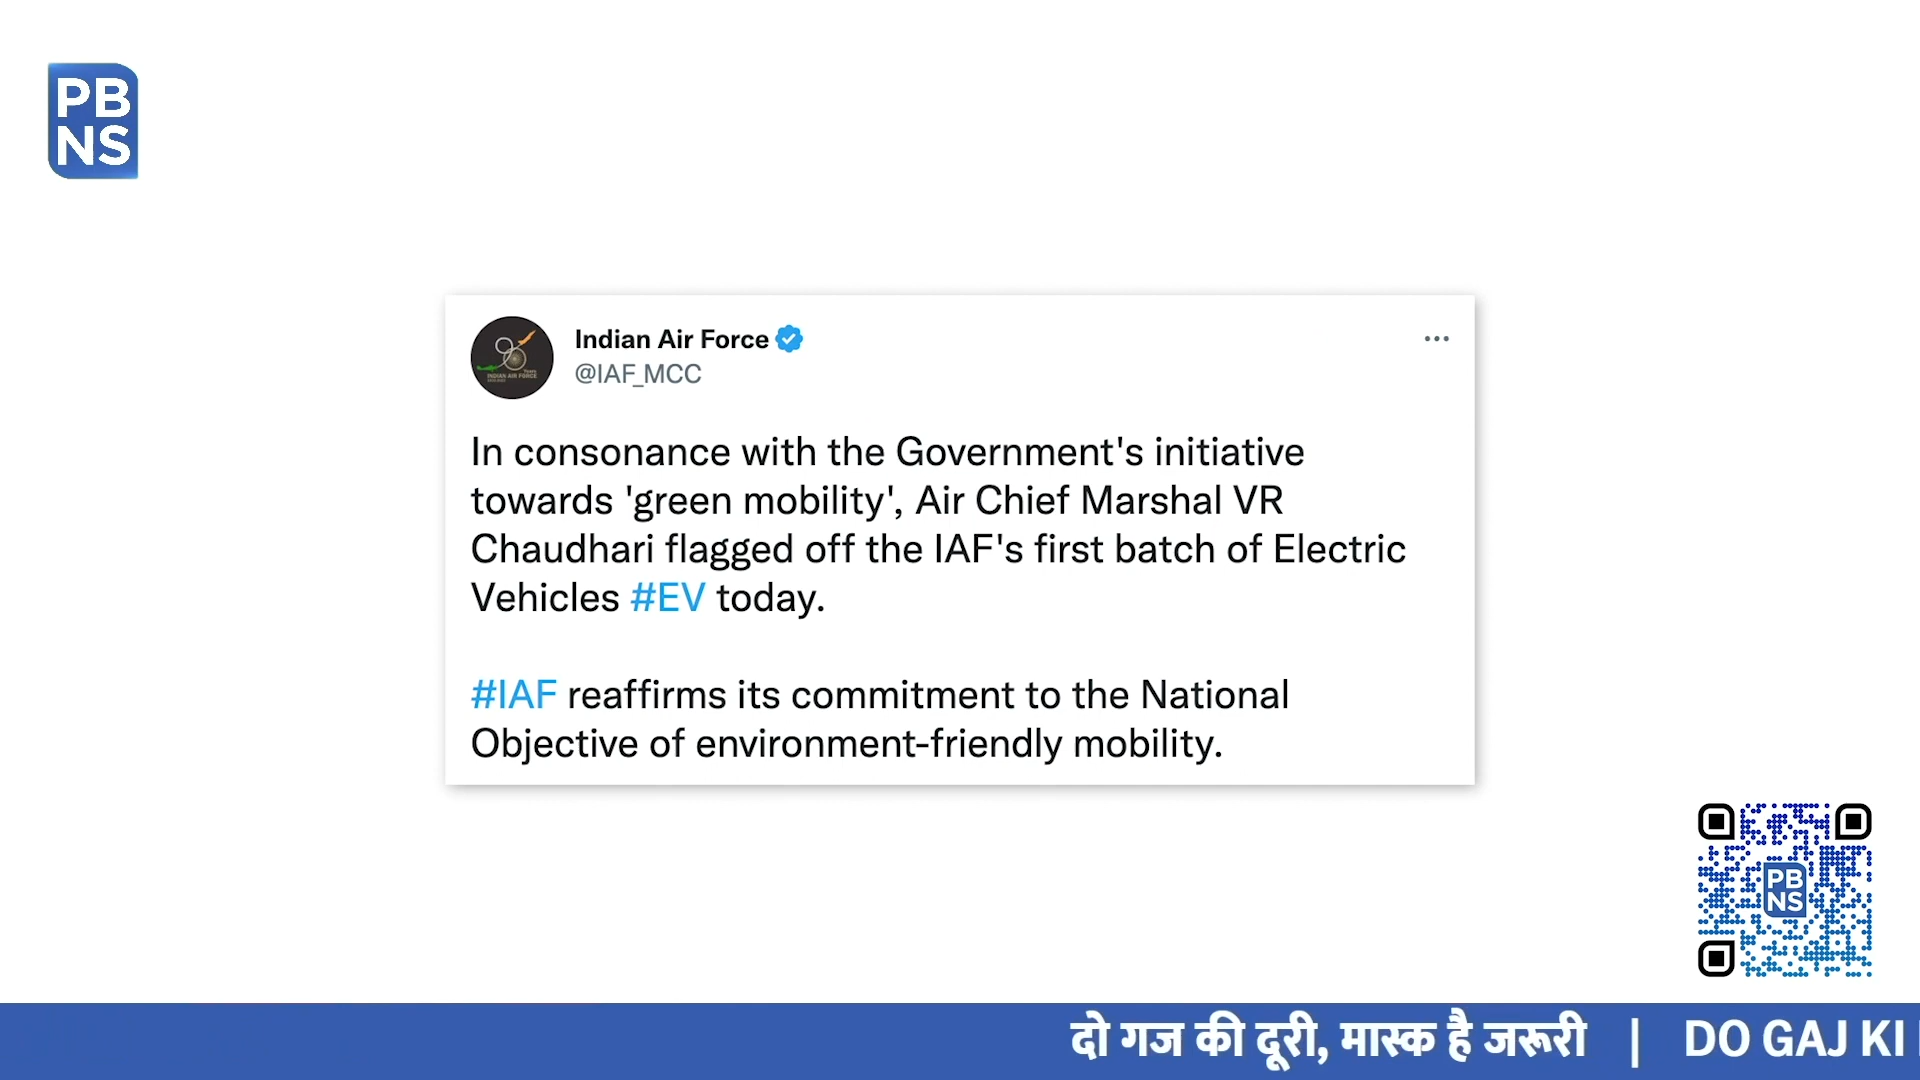 PB
NS
Indian Air Force
@IAF_MCC
In consonance with the Government's initiative
towards 'green mobility', Air Chief Marshal VR
Chaudhari flagged off the IAF's first batch of Electric
Vehicles #EV today.
#IAF reaffirms its commitment to the National
Objective of environment-friendly mobility.
PB
NS
दो गज की दूरी, मास्क है जरूरी | DO GAJ KI